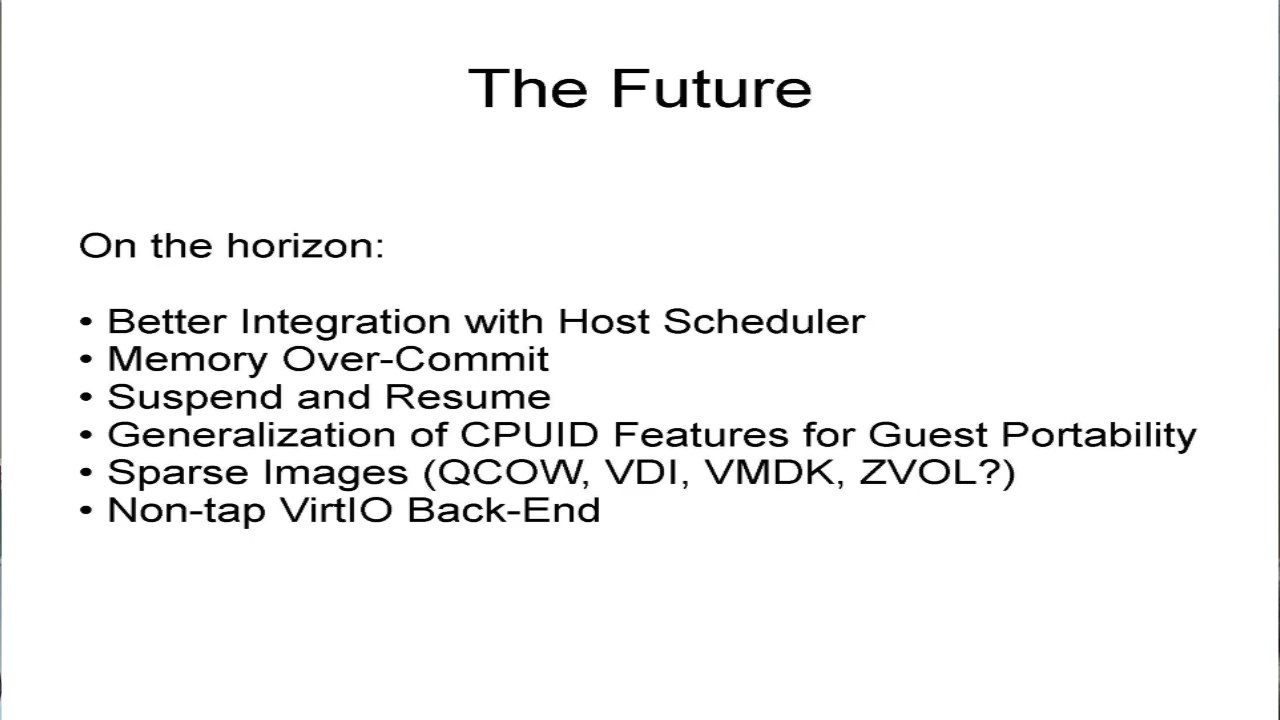 The Future
On the horizon:
• Better Integration with Host Scheduler
• Memory Over-Commit
• Suspend and Resume
• Generalization of CPUID Features for Guest Portability
• Sparse Images (QCOW, VDI, VMDK, ZVOL?)
• Non-tap VirtIO Back-End